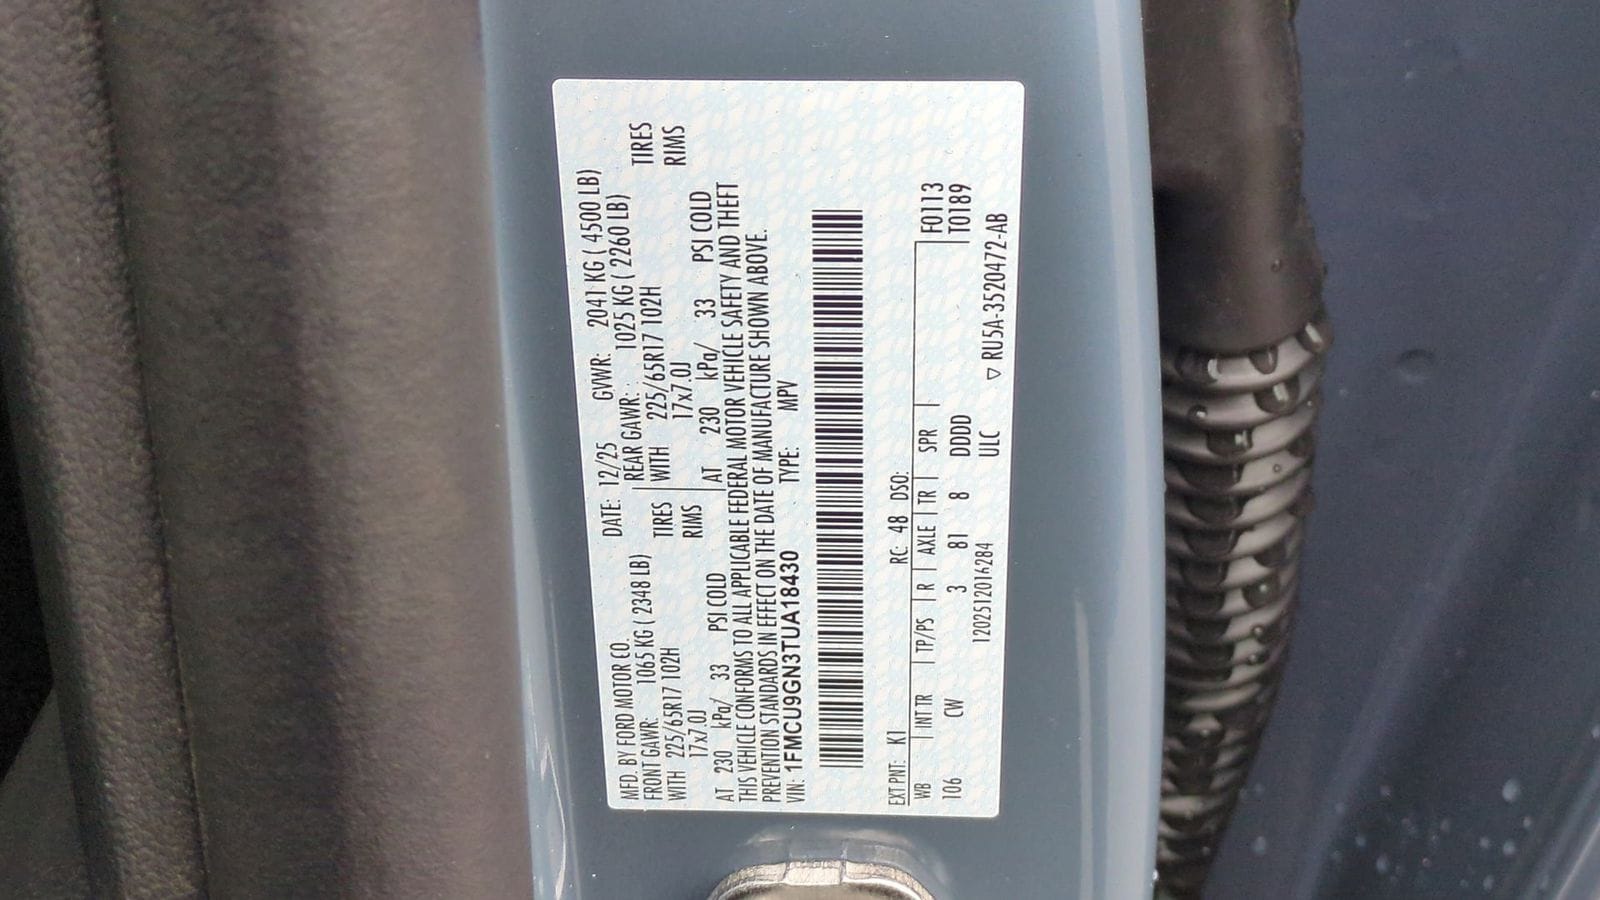 MFD. BY FORD MOTOR CO. DATE: 12/25 GVWR: 2041 KG ( 4500 LB)
FRONT GAWR: 1065 KG ( 2348 LB) REAR GAWR: 1025 KG ( 2260 LB)
WITH 225/65R17 102H TIRES WITH 225/65R17 102H TIRES
17x7.0J RIMS 17x7.0J RIMS
AT 230 kPa/ 33 PSI COLD AT 230 kPa/ 33 PSI COLD
THIS VEHICLE CONFORMS TO ALL APPLICABLE FEDERAL MOTOR VEHICLE SAFETY AND THEFT
PREVENTION STANDARDS IN EFFECT ON THE DATE OF MANUFACTURE SHOWN ABOVE.
VIN: 1FMCU9GN3TUA18430 TYPE: MPV
EXT PNT: K1 RC: 48 DSO:
WB INT TR TP/PS R AXLE TR SPR F0113
106 CW 3 81 8 DDDD T0189
1202512016284 ULC ▽ RU5A-3520472-AB